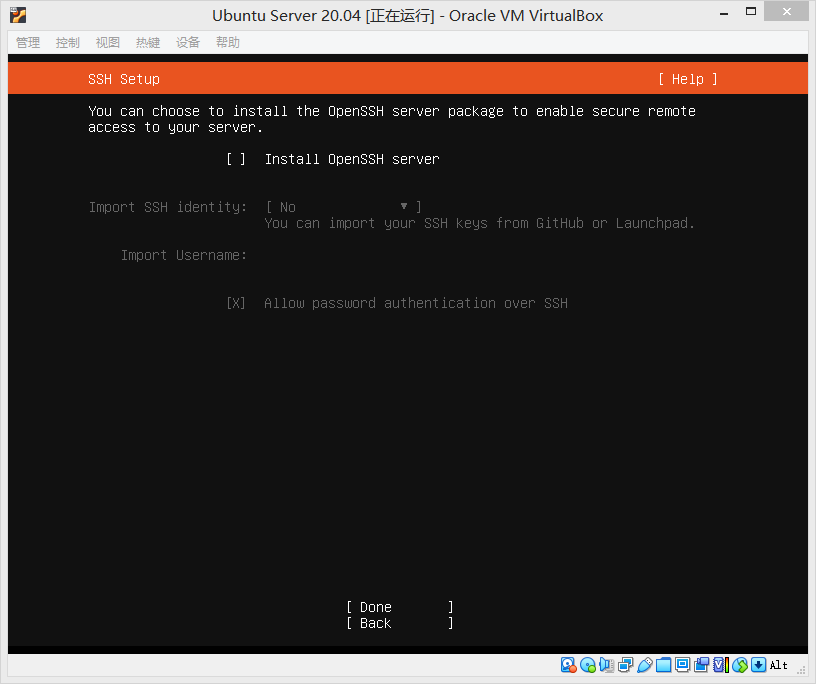 Ubuntu Server 20.04 [正在运行] - Oracle VM VirtualBox
管理 控制 视图 热键 设备 帮助
SSH Setup [ Help ]
You can choose to install the OpenSSH server package to enable secure remote
access to your server.
[ ] Install OpenSSH server
Import SSH identity: [ No ▼ ]
You can import your SSH keys from GitHub or Launchpad.
Import Username:
[X] Allow password authentication over SSH
[ Done ]
[ Back ]
Alt